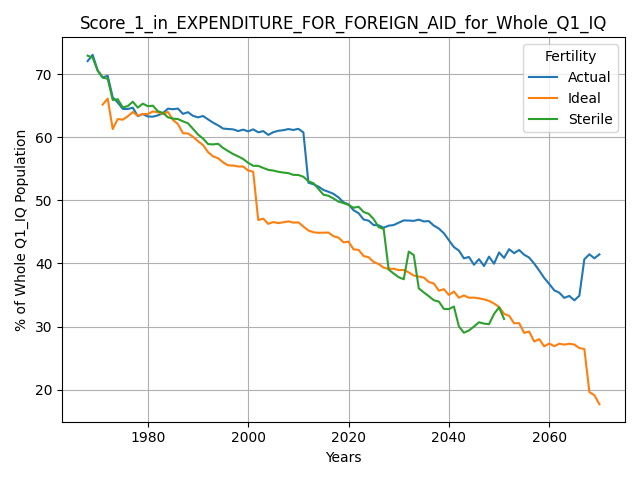 Score_1_in_EXPENDITURE_FOR_FOREIGN_AID_for_Whole_Q1_IQ
% of Whole Q1_IQ Population
70
60
50
40
30
20
Fertility
Actual
Ideal
Sterile
1980 2000 2020 2040 2060
Years